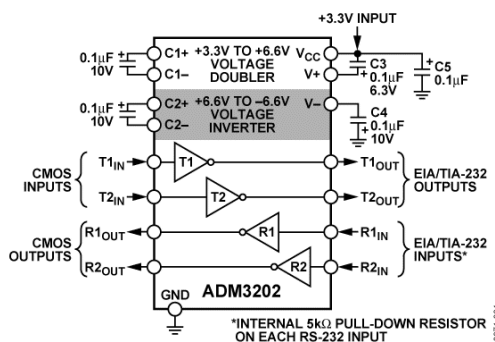 +3.3V INPUT
0.1µF
10V
C1+
C1–
+3.3V TO +6.6V
VOLTAGE
DOUBLER
VCC
V+
C3
0.1µF
6.3V
C5
0.1µF
0.1µF
10V
C2+
C2–
+6.6V TO –6.6V
VOLTAGE
INVERTER
V–
C4
0.1µF
10V
CMOS
INPUTS
T1IN
T1
T1OUT
T2IN
T2
T2OUT
EIA/TIA-232
OUTPUTS
CMOS
OUTPUTS
R1OUT
R1
R1IN
R2OUT
R2
R2IN
EIA/TIA-232
INPUTS*
GND
ADM3202
*INTERNAL 5kΩ PULL-DOWN RESISTOR
ON EACH RS-232 INPUT